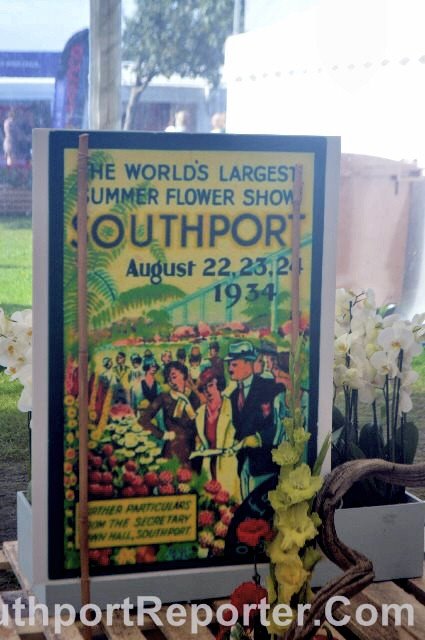 THE WORLD'S LARGEST
SUMMER FLOWER SHOW
SOUTHPORT
August 22, 23, 24
1934
FURTHER PARTICULARS
FROM THE SECRETARY
TOWN HALL, SOUTHPORT
uthportReporter.Com